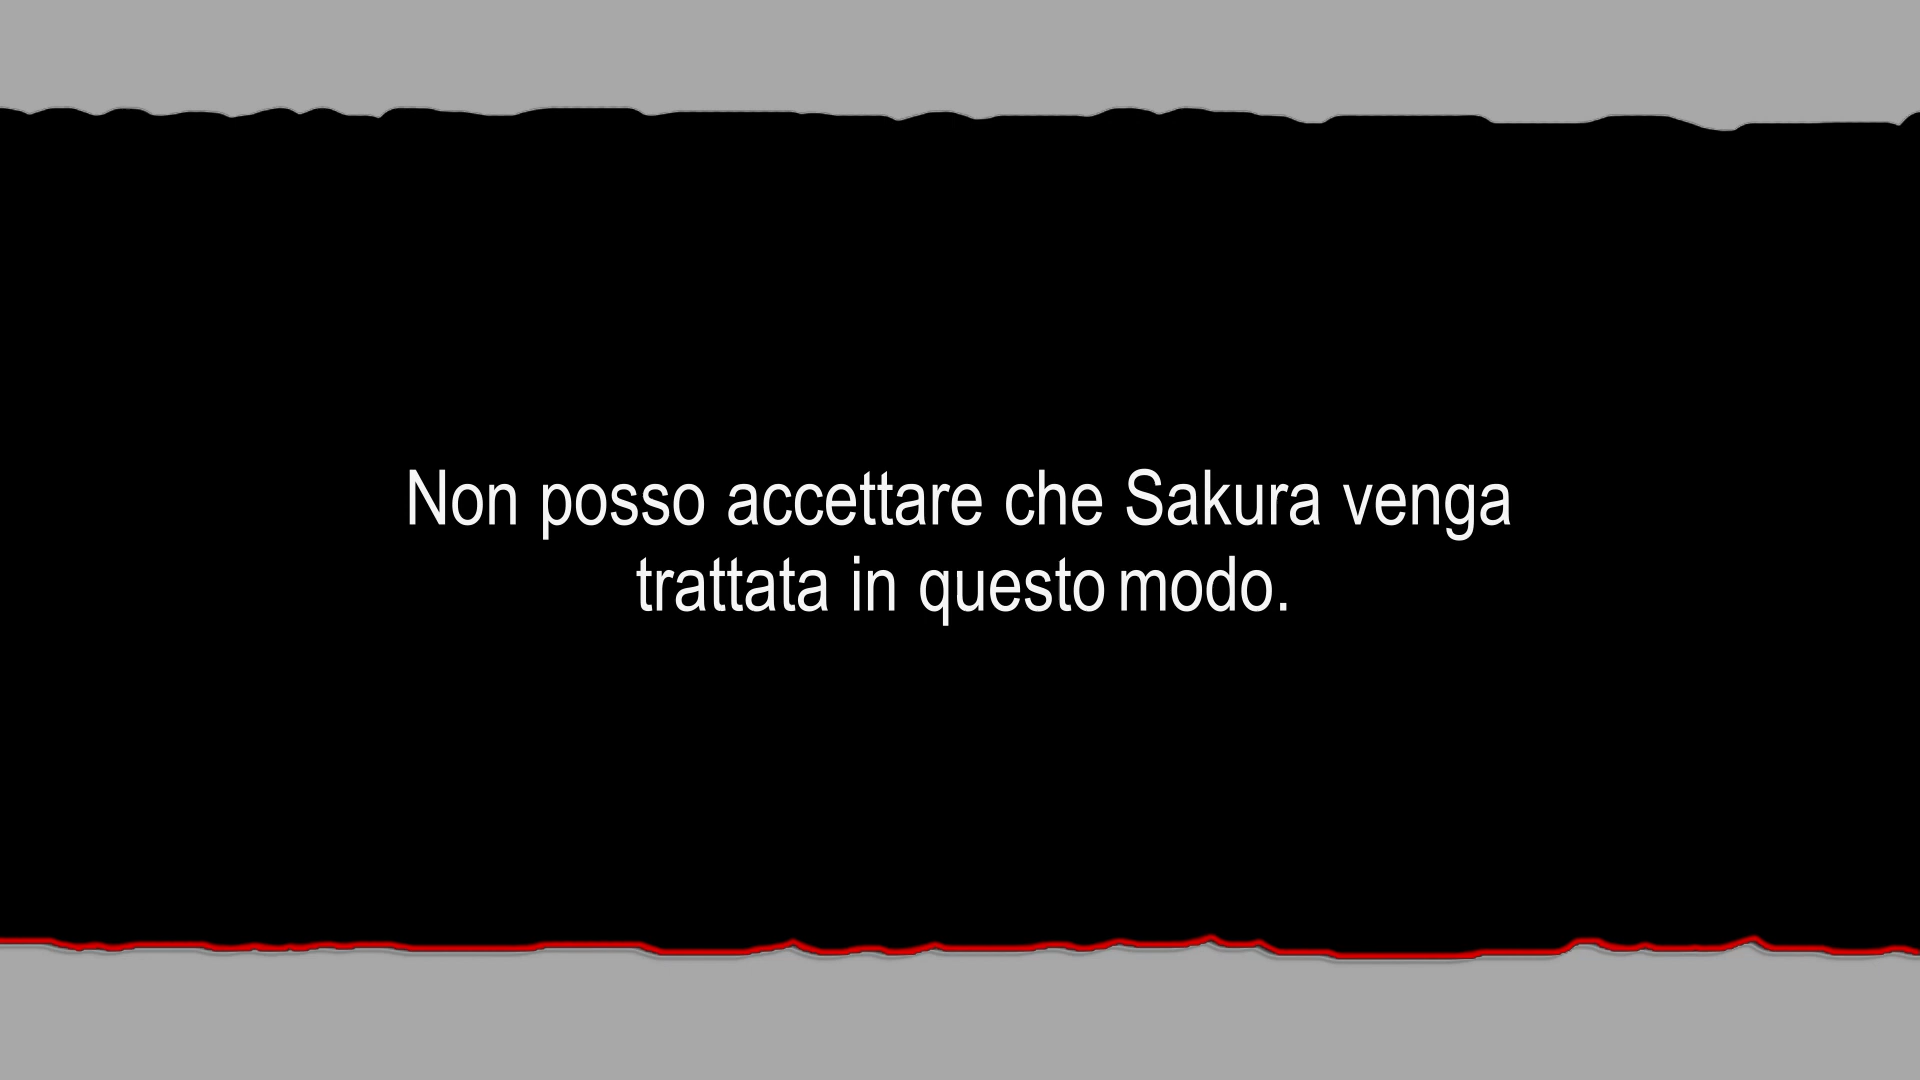 Non posso accettare che Sakura venga
trattata in questo modo.